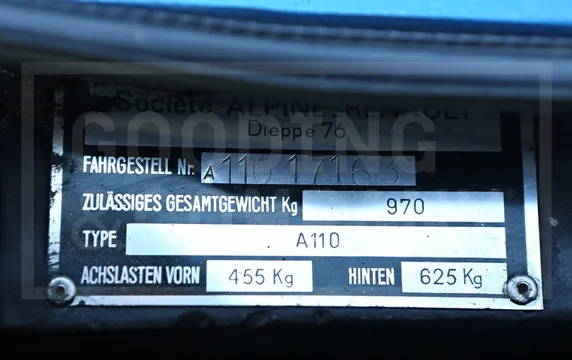 Société ALPINE-RENAULT
Dieppe 76
FAHRGESTELL Nr. A 110 17163
ZULÄSSIGES GESAMTGEWICHT Kg 970
TYPE A110
ACHSLASTEN VORN 455 Kg HINTEN 625 Kg
GOODING